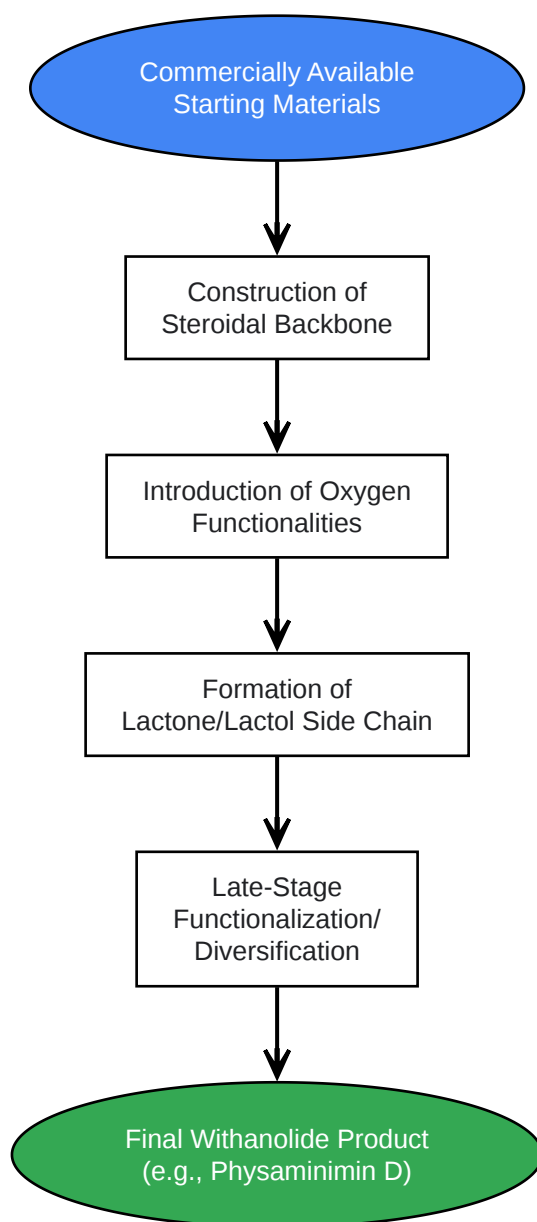 Commercially Available
Starting Materials
Construction of
Steroidal Backbone
Introduction of Oxygen
Functionalities
Formation of
Lactone/Lactol Side Chain
Late-Stage
Functionalization/
Diversification
Final Withanolide Product
(e.g., Physaminimin D)